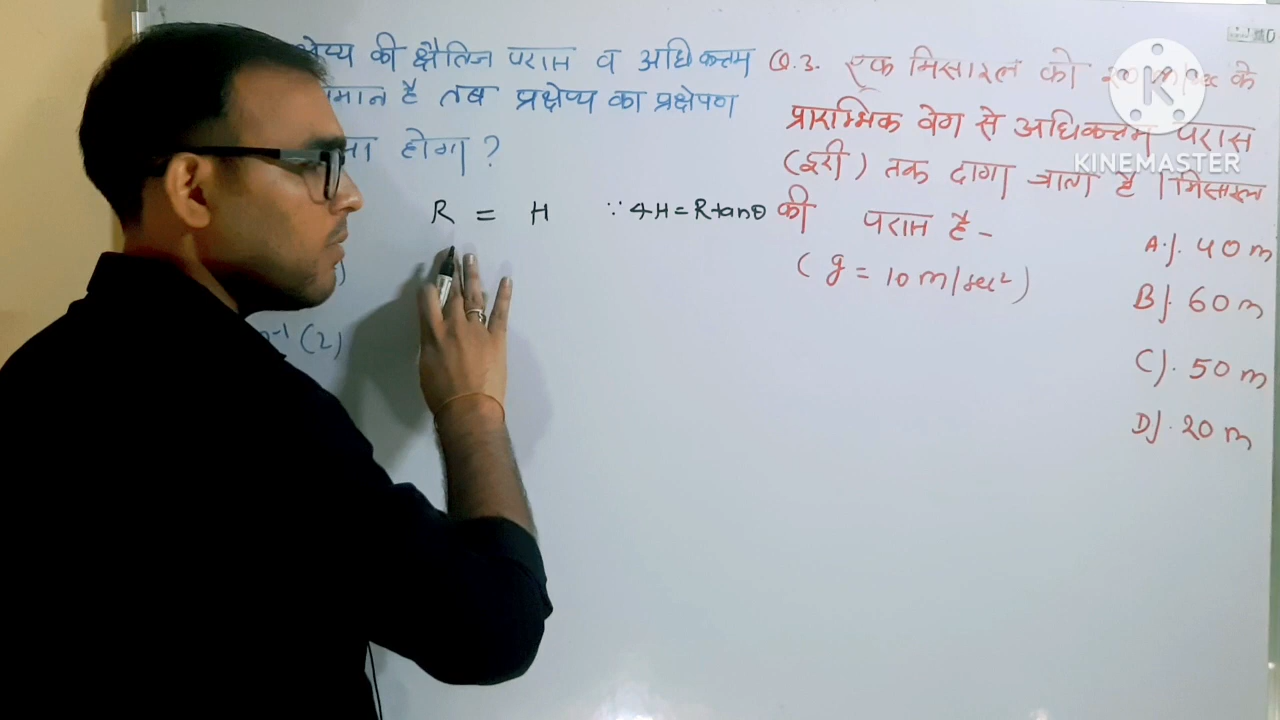 की क्षैतिज परास व अधिकतम
है तब प्रक्षेप्य का प्रक्षेपण
होगा ?
R = H ∵ 4H = R tanθ
(2)
Q.3. एक मिसाइल को के
प्रारम्भिक वेग से अधिकतम परास
(दूरी) तक दागा जाता है । मिसाइल
की परास है -
(g = 10 m/sec²)
A). 40 m
B). 60 m
C). 50 m
D). 20 m
KINEMASTER